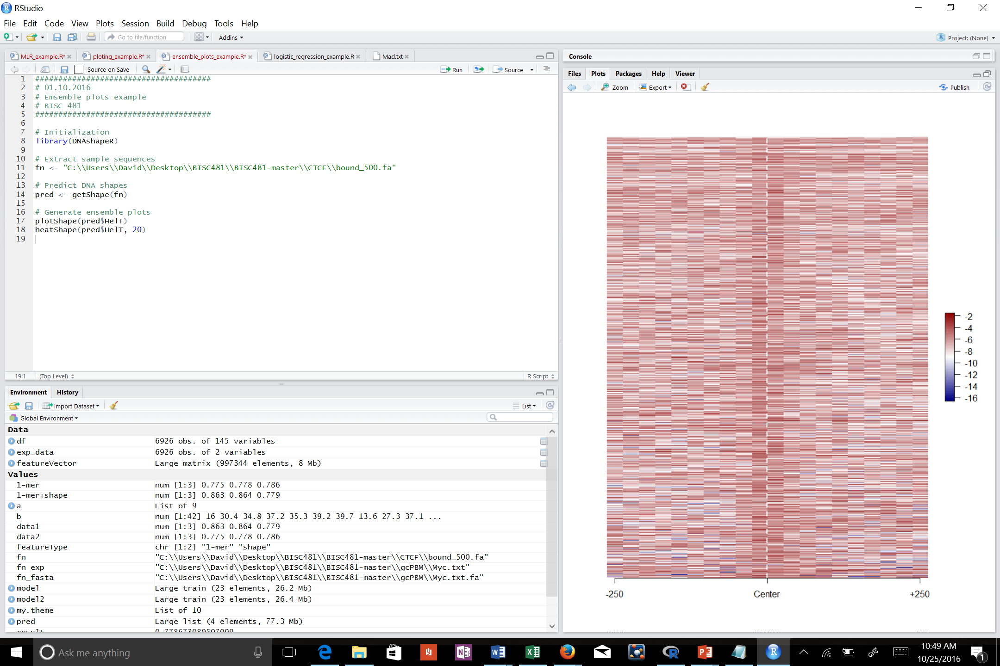 RStudio
File Edit Code View Plots Session Build Debug Tools Help
Go to file/function
Addins
Project: (None)
MLR_example.R*
ploting_example.R*
ensemble_plots_example.R*
logistic_regression_example.R
Mad.txt
Source on Save
Run
Source
1 ######################################
2 # 01.10.2016
3 # Emsemble plots example
4 # BISC 481
5 ######################################
6
7 # Initialization
8 library(DNAshapeR)
9
10 # Extract sample sequences
11 fn <- "C:\\Users\\David\\Desktop\\BISC481\\BISC481-master\\CTCF\\bound_500.fa"
12
13 # Predict DNA shapes
14 pred <- getShape(fn)
15
16 # Generate ensemble plots
17 plotShape(pred$HelT)
18 heatShape(pred$HelT, 20)
19
19:1
(Top Level)
R Script
Environment History
Import Dataset
List
Global Environment
Data
df 6926 obs. of 145 variables
exp_data 6926 obs. of 2 variables
featureVector Large matrix (997344 elements, 8 Mb)
Values
1-mer num [1:3] 0.775 0.778 0.786
1-mer+shape num [1:3] 0.863 0.864 0.779
a List of 9
b num [1:42] 16 30.4 34.8 37.2 35.3 39.2 39.7 13.6 27.3 37.1 ...
data1 num [1:3] 0.863 0.864 0.779
data2 num [1:3] 0.775 0.778 0.786
featureType chr [1:2] "1-mer" "shape"
fn "C:\\Users\\David\\Desktop\\BISC481\\BISC481-master\\CTCF\\bound_500.fa"
fn_exp "C:\\Users\\David\\Desktop\\BISC481\\BISC481-master\\gcPBM\\Myc.txt"
fn_fasta "C:\\Users\\David\\Desktop\\BISC481\\BISC481-master\\gcPBM\\Myc.txt.fa"
model Large train (23 elements, 26.2 Mb)
model2 Large train (23 elements, 26.4 Mb)
my.theme List of 10
pred Large list (4 elements, 77.3 Mb)
result 0.778673080507099
Console
Files Plots Packages Help Viewer
Zoom
Export
Publish
-2
-4
-6
-8
-10
-12
-14
-16
-250 Center +250
Ask me anything
10:49 AM
10/25/2016
1